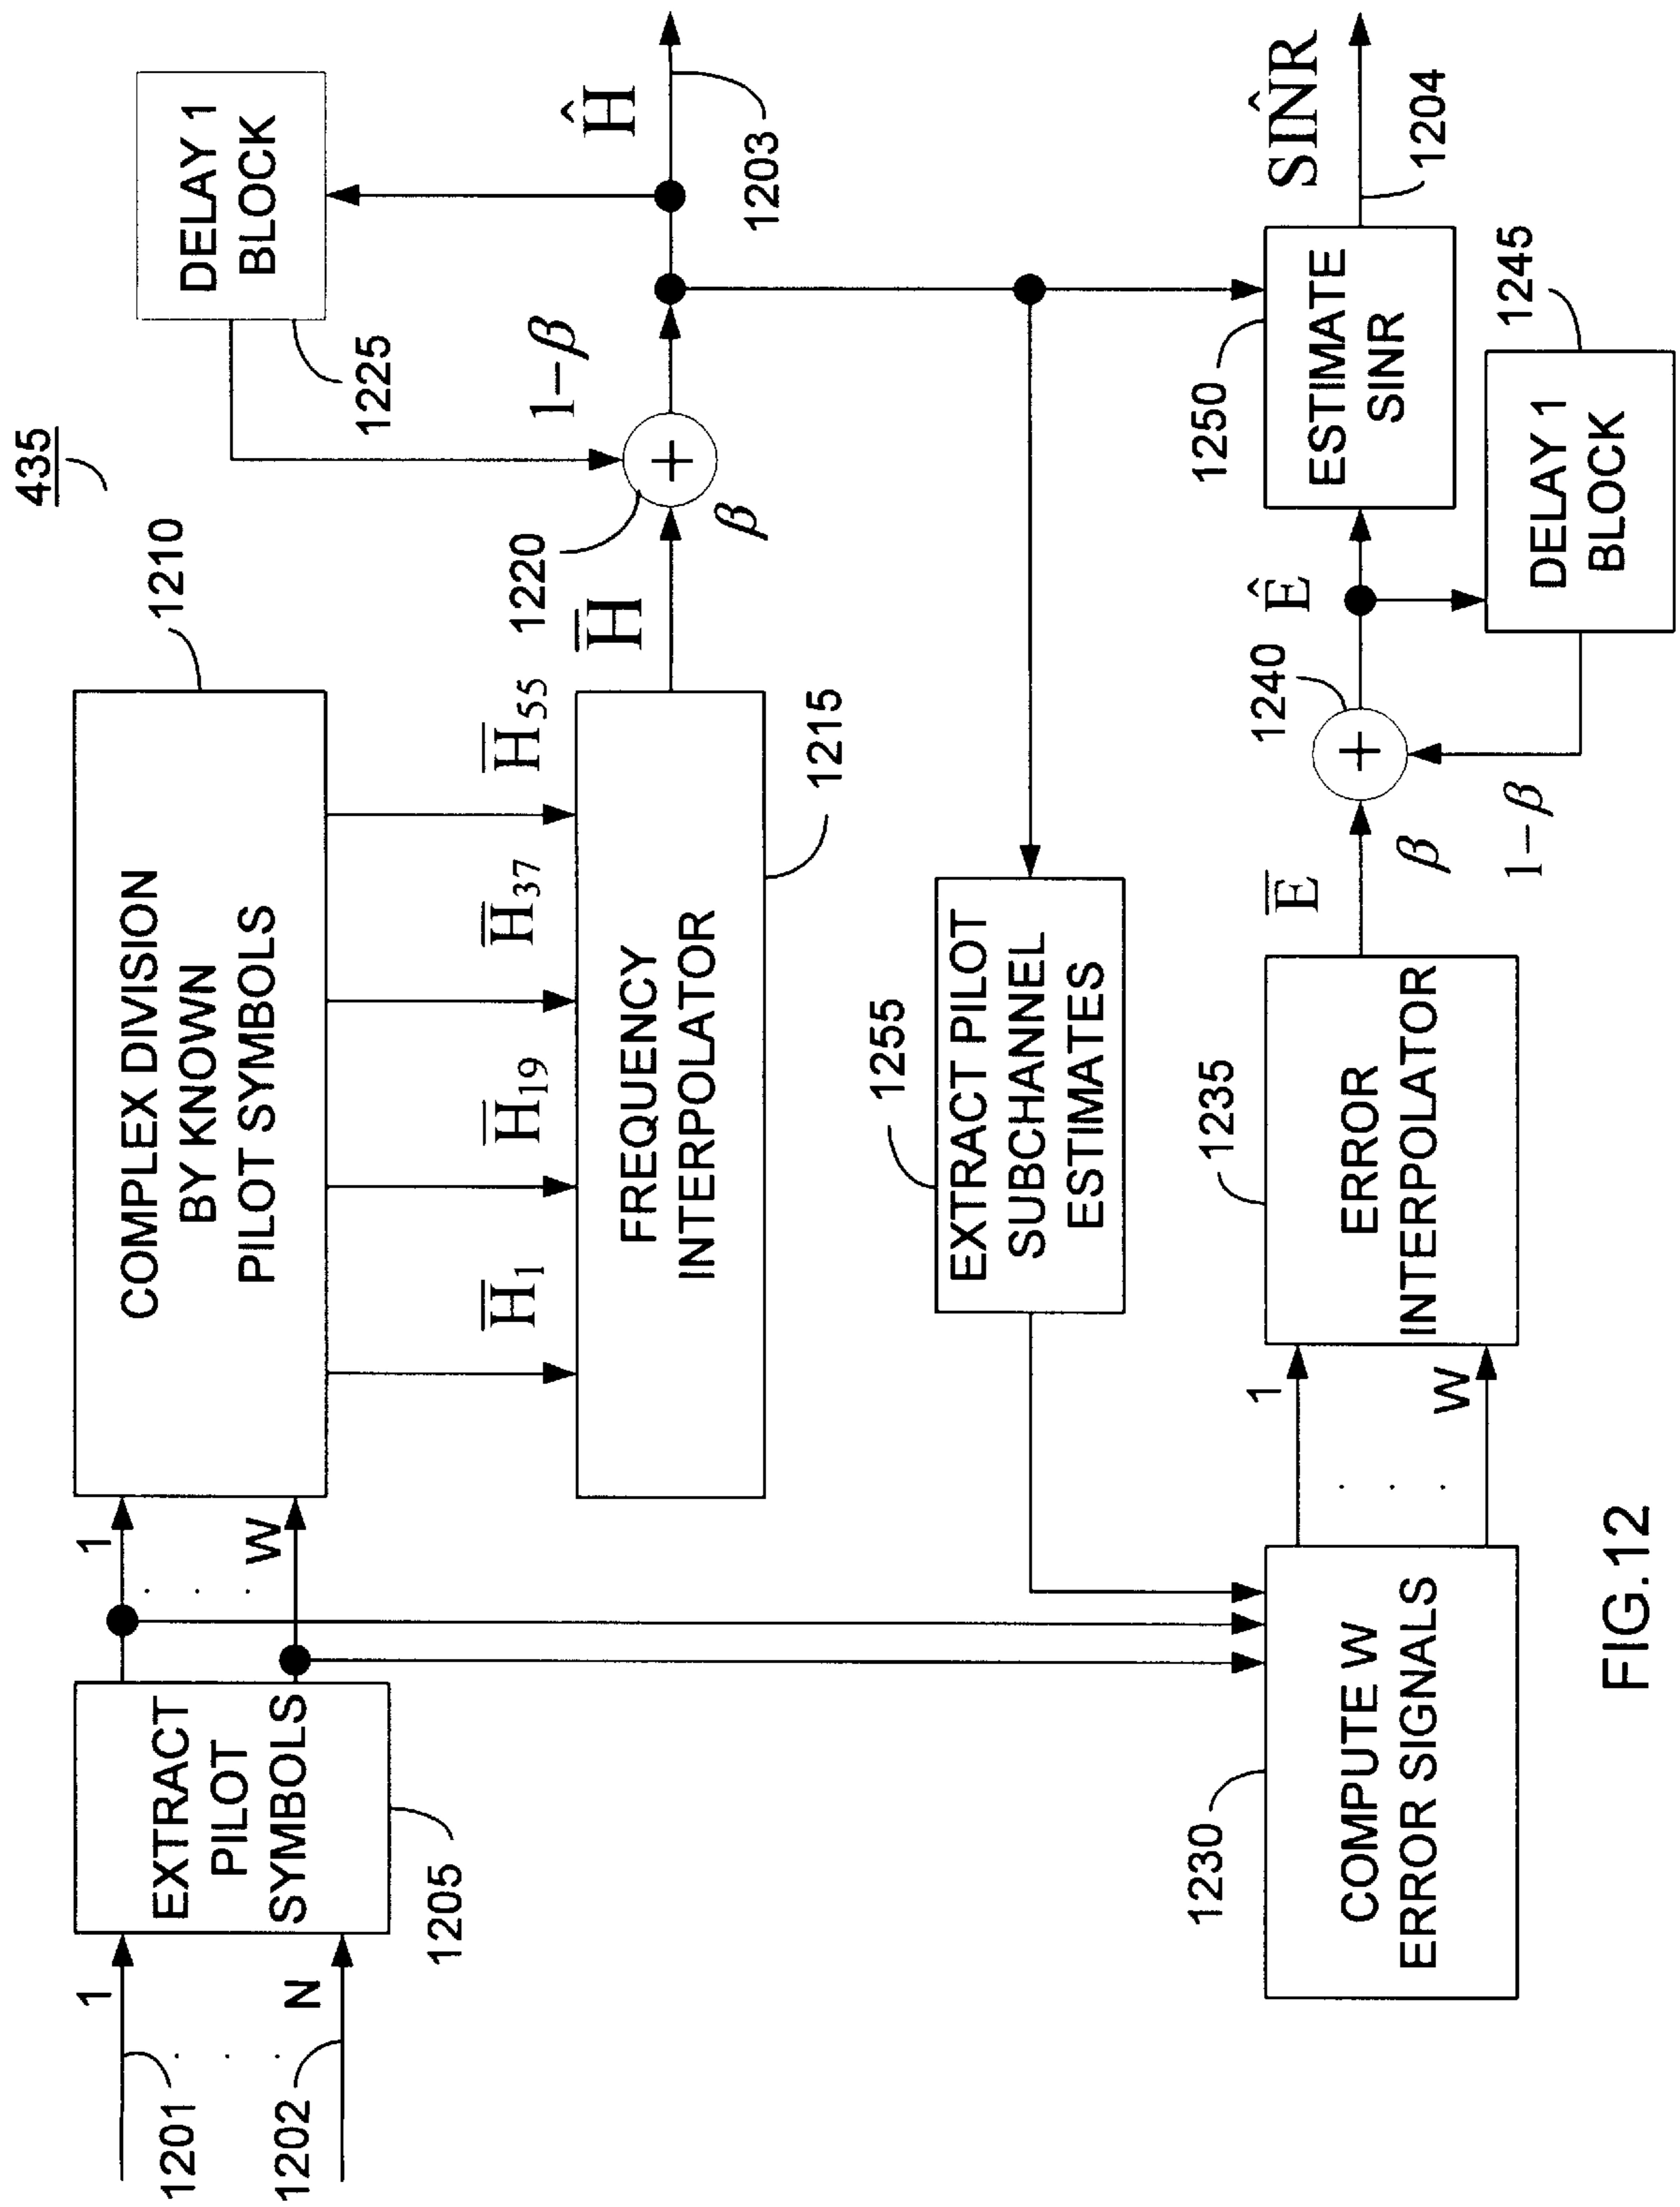 435
1
N
1201
1202
EXTRACT
PILOT
SYMBOLS
1205
1
W
COMPLEX DIVISION
BY KNOWN
PILOT SYMBOLS
1210
H̅₁
H̅₁₉
H̅₃₇
H̅₅₅
FREQUENCY
INTERPOLATOR
1215
H̅
β
1220
1−β
DELAY 1
BLOCK
1225
Ĥ
1203
EXTRACT PILOT
SUBCHANNEL
ESTIMATES
1255
COMPUTE W
ERROR SIGNALS
1230
1
W
ERROR
INTERPOLATOR
1235
E̅
β
1−β
1240
Ê
DELAY 1
BLOCK
1245
ESTIMATE
SINR
1250
SIN̂R
1204
FIG.12